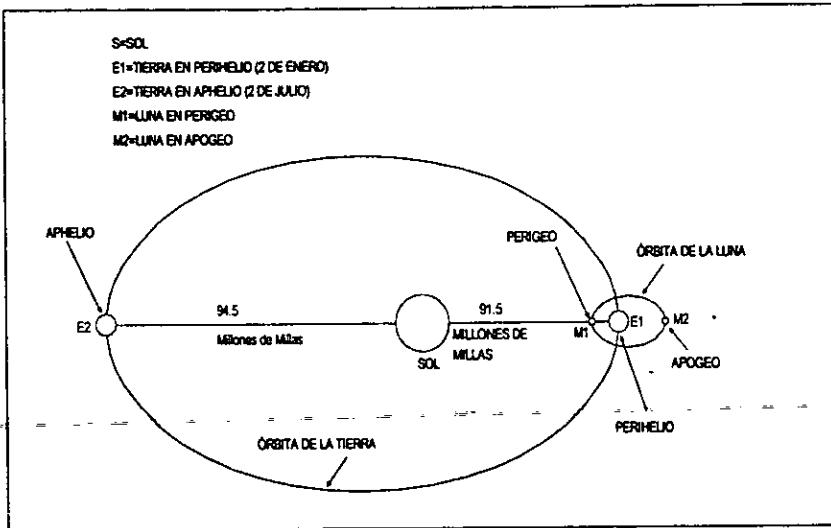 S=SOL
E1=TIERRA EN PERIHELIO (2 DE ENERO)
E2=TIERRA EN APHELIO (2 DE JULIO)
M1=LUNA EN PERIGEO
M2=LUNA EN APOGEO
APHELIO
PERIGEO
ÓRBITA DE LA LUNA
94.5
91.5
E2
Millones de Millas
SOL
MILLONES DE
MILLAS
M1
E1
M2
APOGEO
PERIHELIO
ÓRBITA DE LA TIERRA